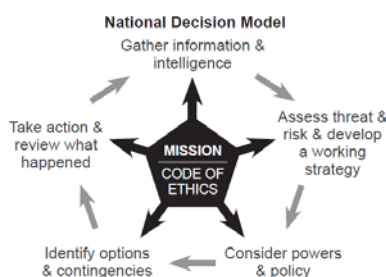 National Decision Model
Gather information &
intelligence
Assess threat &
risk & develop
a working
strategy
Take action &
review what
happened
MISSION
CODE OF
ETHICS
Identify options
& contingencies
Consider powers
& policy